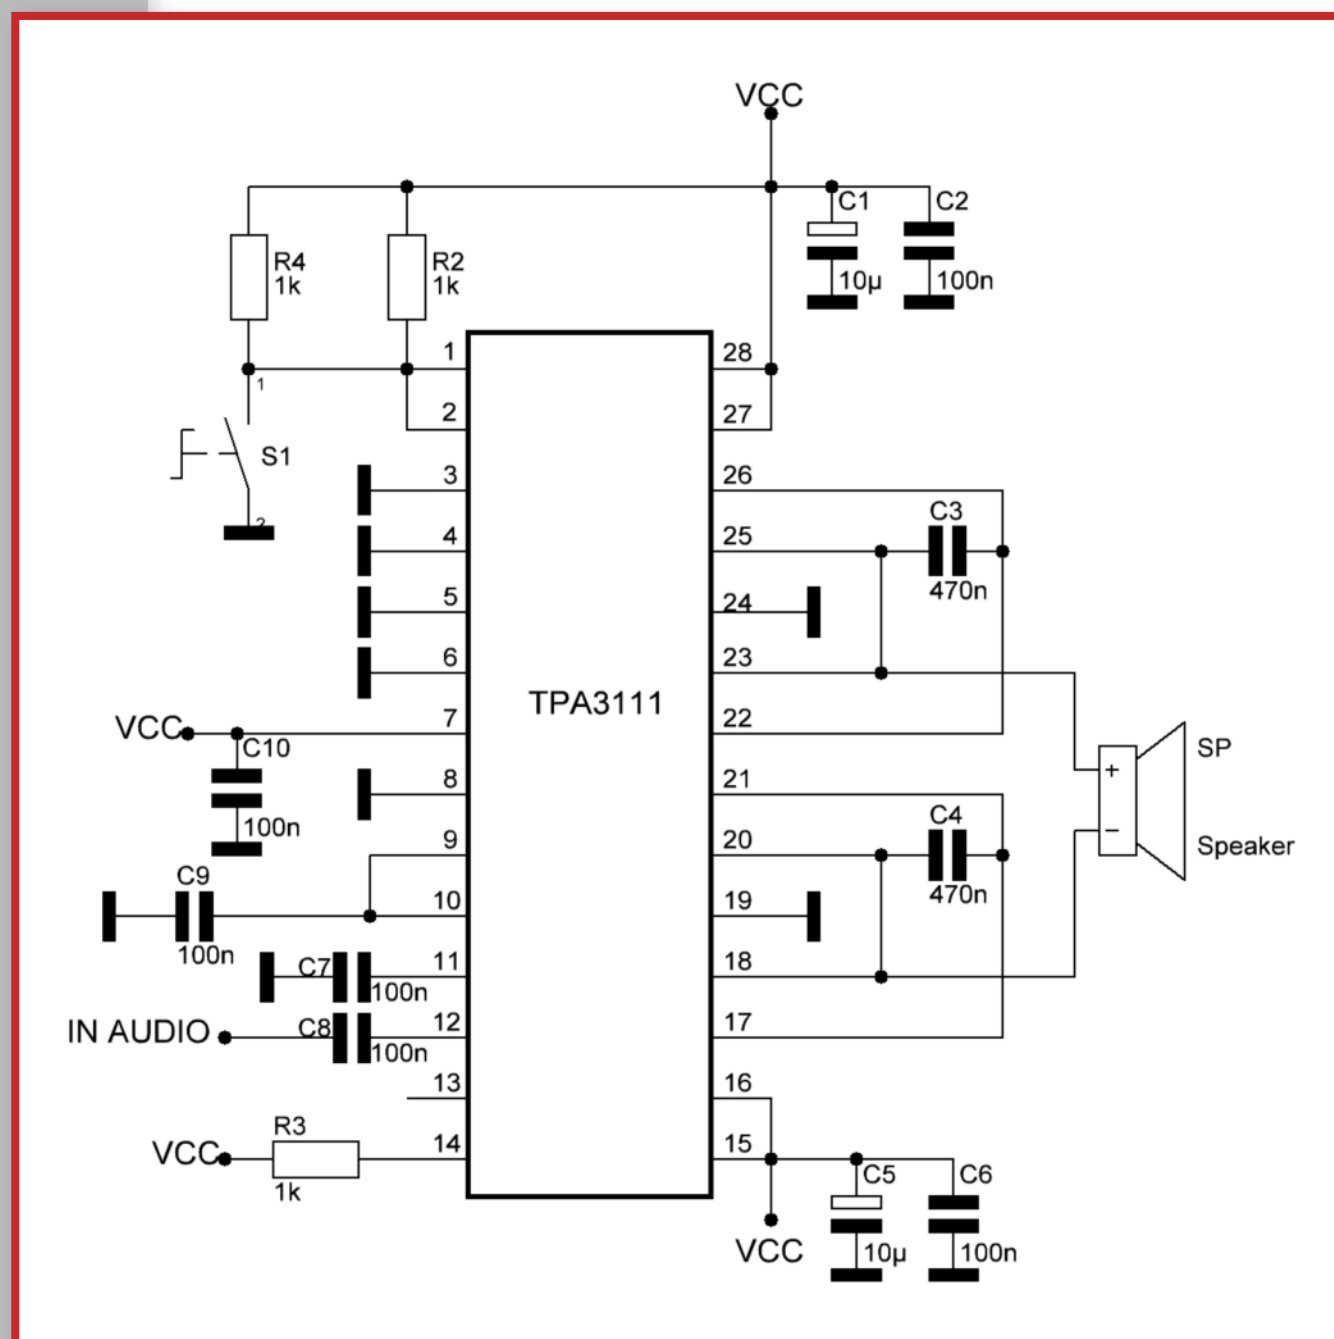 VCC
C1
C2
R4
1k
R2
1k
10µ
100n
1
28
1
2
27
S1
2
3
26
4
25
C3
470n
5
24
6
23
TPA3111
VCC
7
22
C10
SP
8
21
+
100n
9
20
C4
−
Speaker
470n
C9
10
19
100n
C7
11
18
100n
IN AUDIO
C8
12
17
100n
13
16
R3
VCC
14
15
1k
C5
C6
VCC
10µ
100n